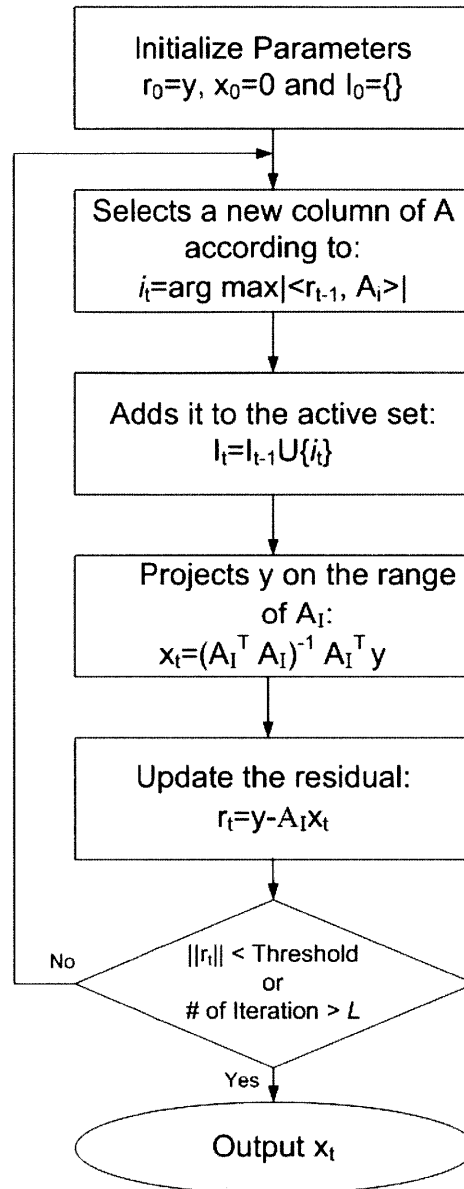 Initialize Parameters
r₀=y, x₀=0 and I₀={}
Selects a new column of A
according to:
iₜ=arg max|<rₜ₋₁, Aᵢ>|
Adds it to the active set:
Iₜ=Iₜ₋₁U{iₜ}
Projects y on the range
of A_I:
xₜ=(A_Iᵀ A_I)⁻¹ A_Iᵀ y
Update the residual:
rₜ=y-A_Ixₜ
||rₜ|| < Threshold
or
# of Iteration > L
No
Yes
Output xₜ